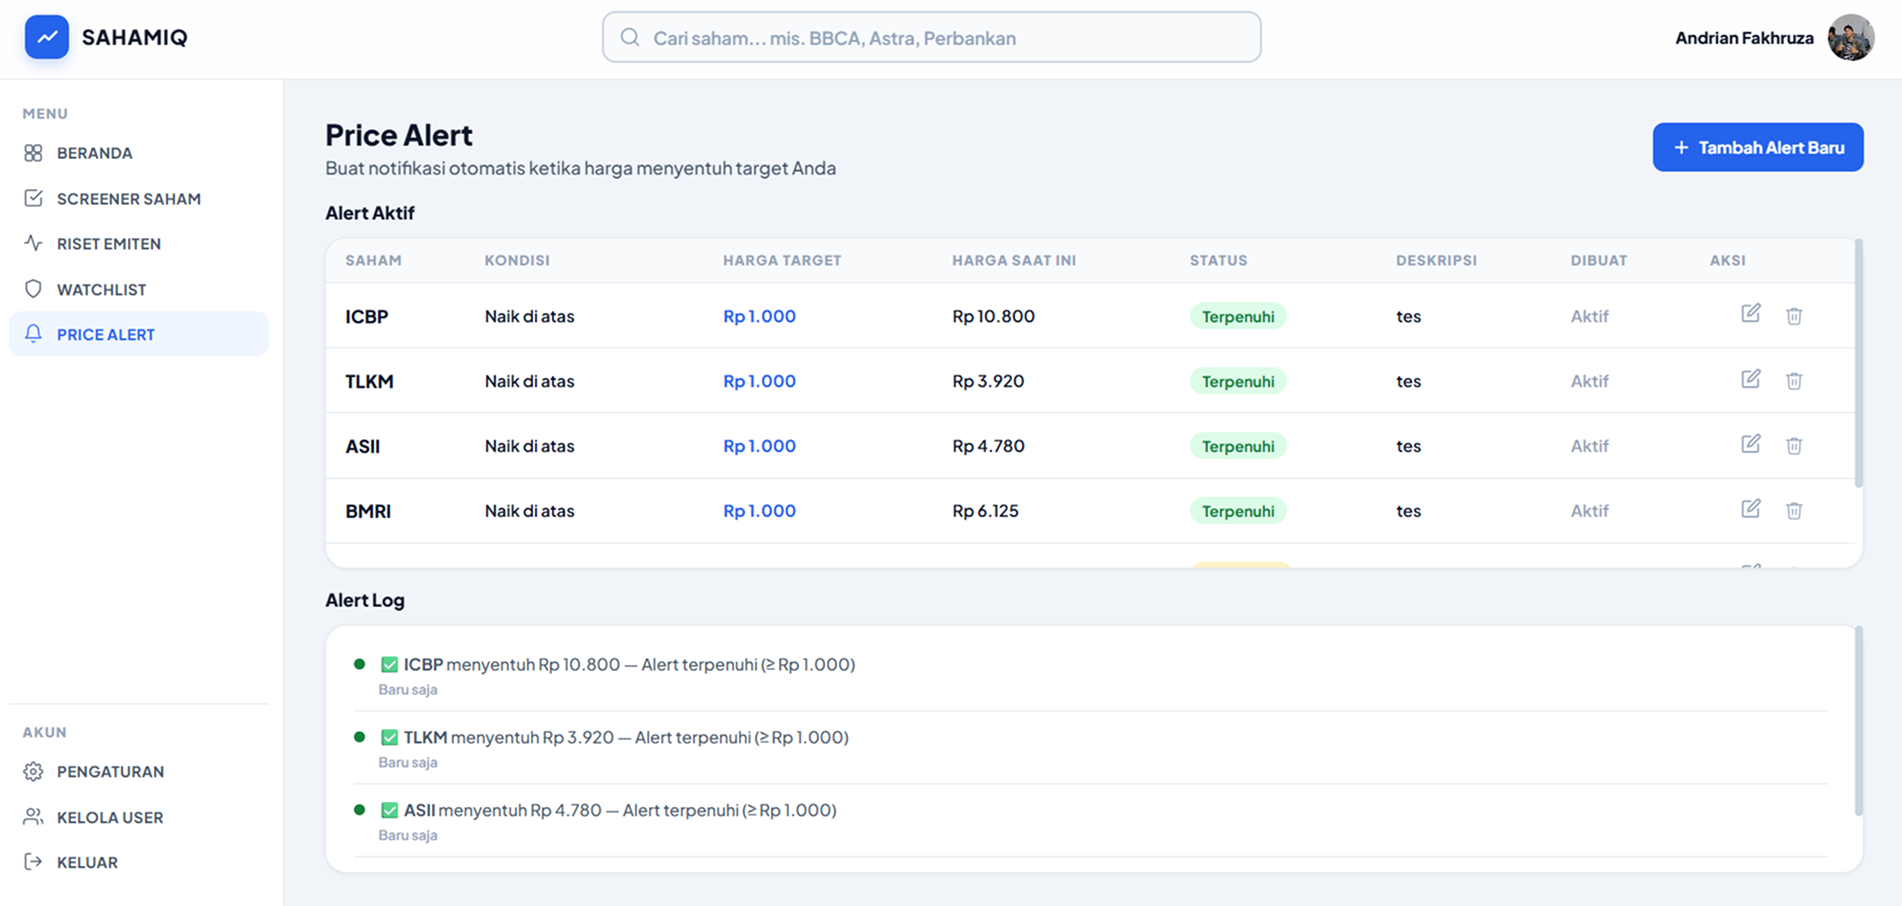 SAHAMIQ
Cari saham... mis. BBCA, Astra, Perbankan
Andrian Fakhruza
MENU
BERANDA
SCREENER SAHAM
RISET EMITEN
WATCHLIST
PRICE ALERT
AKUN
PENGATURAN
KELOLA USER
KELUAR
Price Alert
Buat notifikasi otomatis ketika harga menyentuh target Anda
+ Tambah Alert Baru
Alert Aktif
SAHAM KONDISI HARGA TARGET HARGA SAAT INI STATUS DESKRIPSI DIBUAT AKSI
ICBP Naik di atas Rp 1.000 Rp 10.800 Terpenuhi tes Aktif
TLKM Naik di atas Rp 1.000 Rp 3.920 Terpenuhi tes Aktif
ASII Naik di atas Rp 1.000 Rp 4.780 Terpenuhi tes Aktif
BMRI Naik di atas Rp 1.000 Rp 6.125 Terpenuhi tes Aktif
Alert Log
✅ ICBP menyentuh Rp 10.800 — Alert terpenuhi (≥ Rp 1.000)
Baru saja
✅ TLKM menyentuh Rp 3.920 — Alert terpenuhi (≥ Rp 1.000)
Baru saja
✅ ASII menyentuh Rp 4.780 — Alert terpenuhi (≥ Rp 1.000)
Baru saja